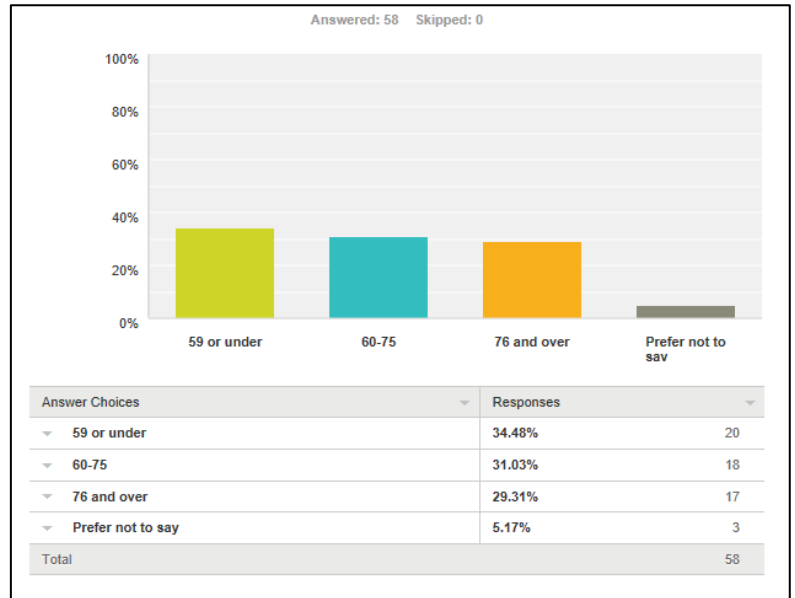 Answered: 58 Skipped: 0
100%
80%
60%
40%
20%
0%
59 or under 60-75 76 and over Prefer not to
sav
Answer Choices Responses
59 or under 34.48% 20
60-75 31.03% 18
76 and over 29.31% 17
Prefer not to say 5.17% 3
Total 58